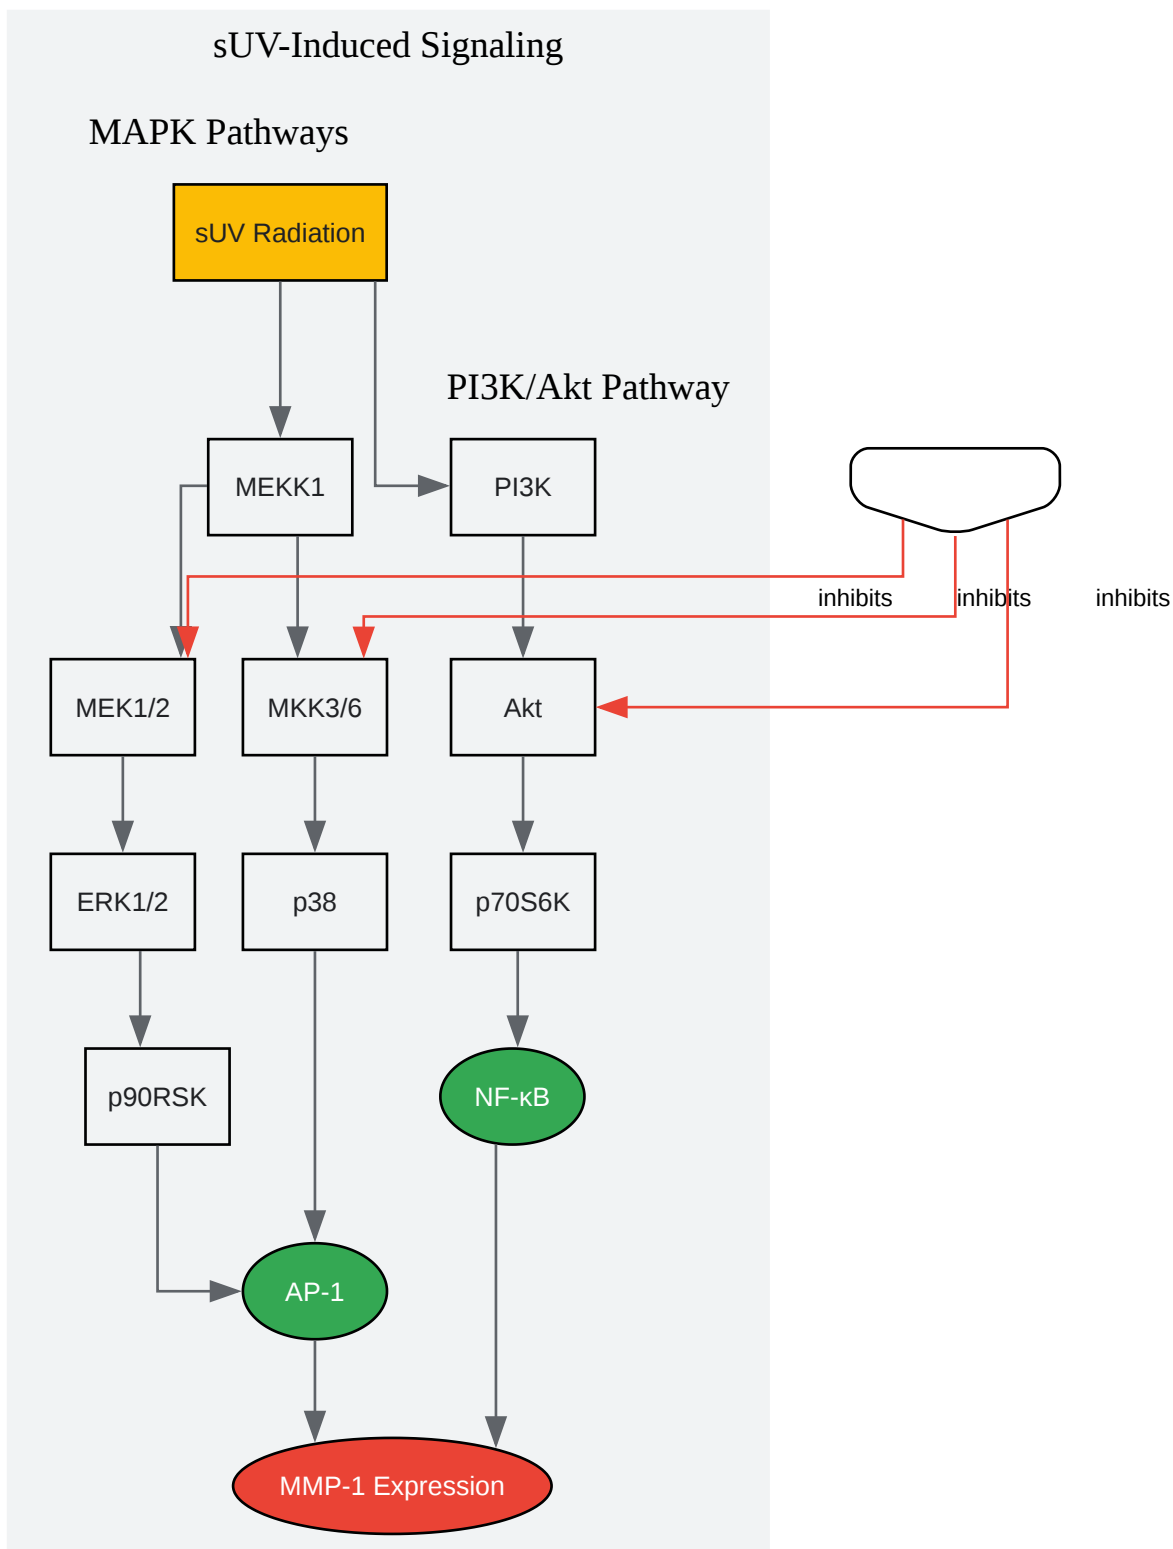 sUV-Induced Signaling
MAPK Pathways
sUV Radiation
PI3K/Akt Pathway
MEKK1
PI3K
inhibits
inhibits
inhibits
MEK1/2
MKK3/6
Akt
ERK1/2
p38
p70S6K
p90RSK
NF-κB
AP-1
MMP-1 Expression